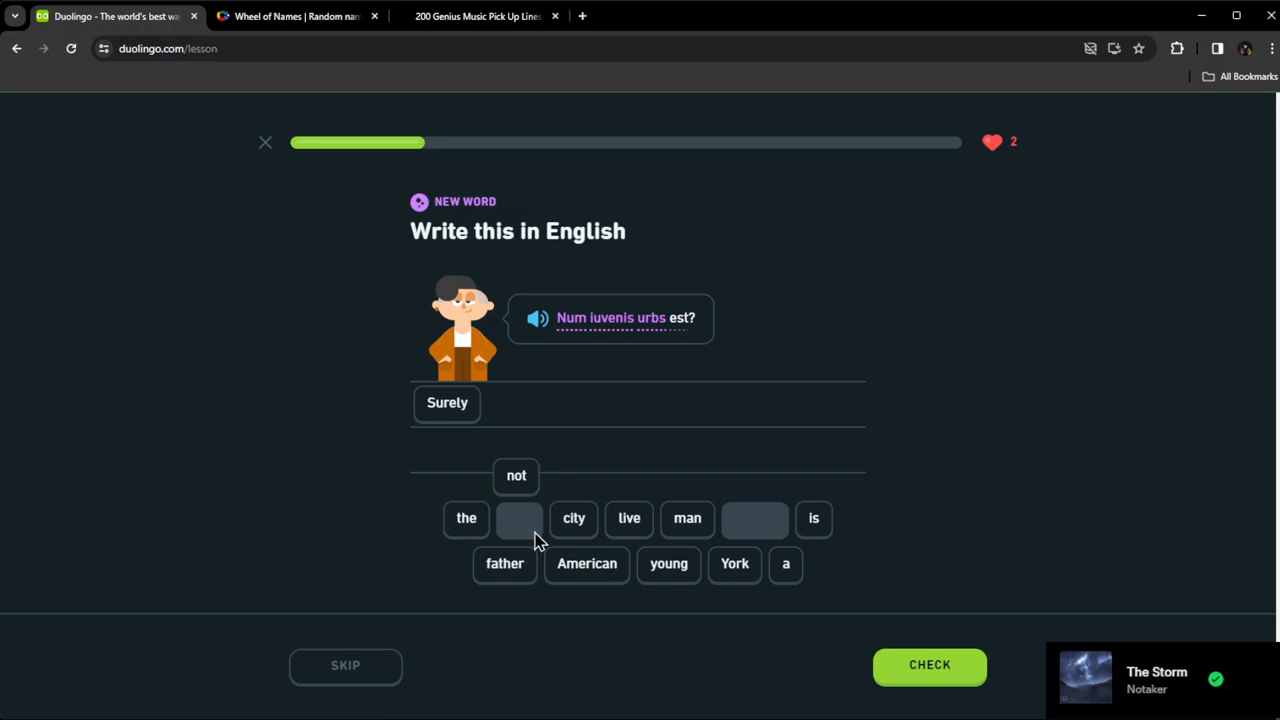 Duolingo - The world's best wa
Wheel of Names | Random nam
200 Genius Music Pick Up Lines
duolingo.com/lesson
All Bookmarks
2
NEW WORD
Write this in English
Num iuvenis urbs est?
Surely
not
the city live man is
father American young York a
SKIP
CHECK
The Storm
Notaker